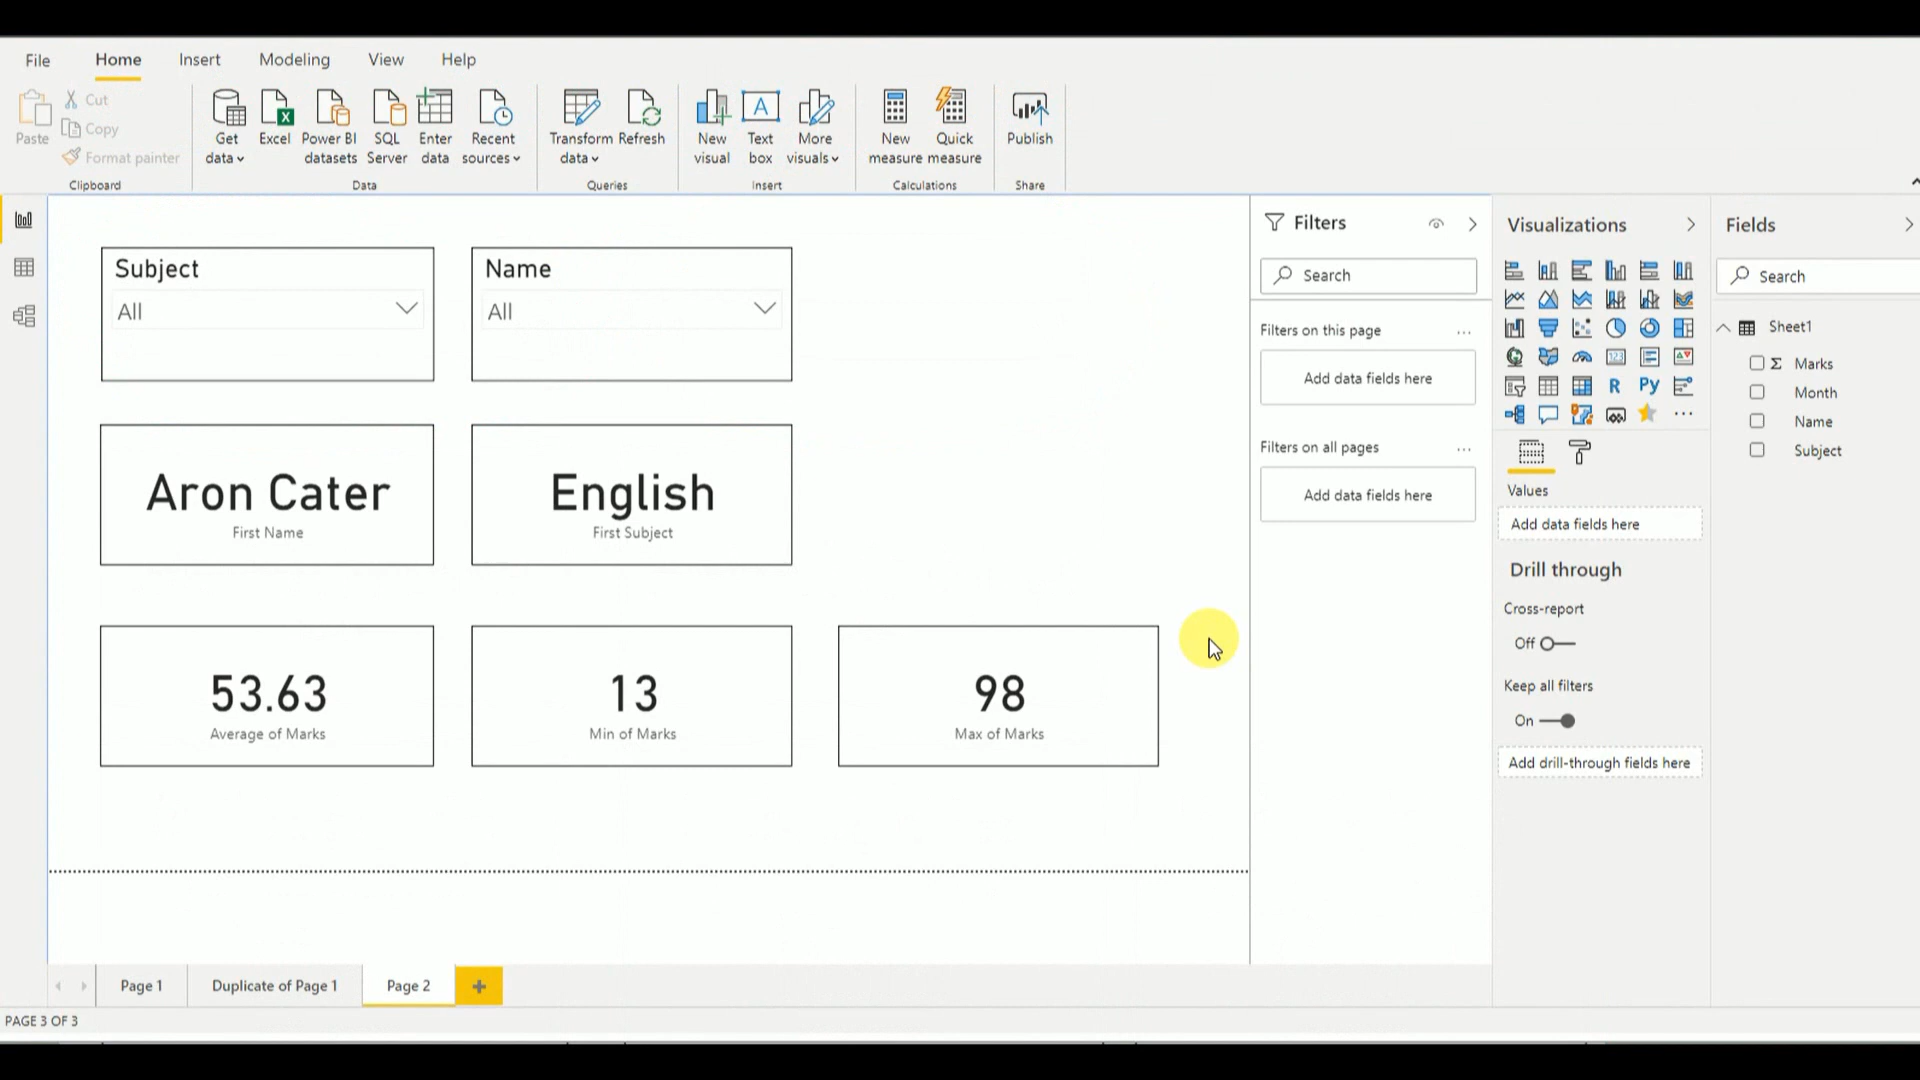 File Home Insert Modeling View Help
Paste Cut Copy Format painter
Clipboard
Get data Excel Power BI datasets SQL Server Enter data Recent sources
Data
Transform data Refresh
Queries
New visual Text box More visuals
Insert
New measure Quick measure
Calculations
Publish
Share
Subject
All
Name
All
Aron Cater
First Name
English
First Subject
53.63
Average of Marks
13
Min of Marks
98
Max of Marks
Filters
Search
Filters on this page ...
Add data fields here
Filters on all pages ...
Add data fields here
Visualizations
123
R Py
...
Values
Add data fields here
Drill through
Cross-report
Off
Keep all filters
On
Add drill-through fields here
Fields
Search
Sheet1
Σ Marks
Month
Name
Subject
Page 1 Duplicate of Page 1 Page 2 +
PAGE 3 OF 3